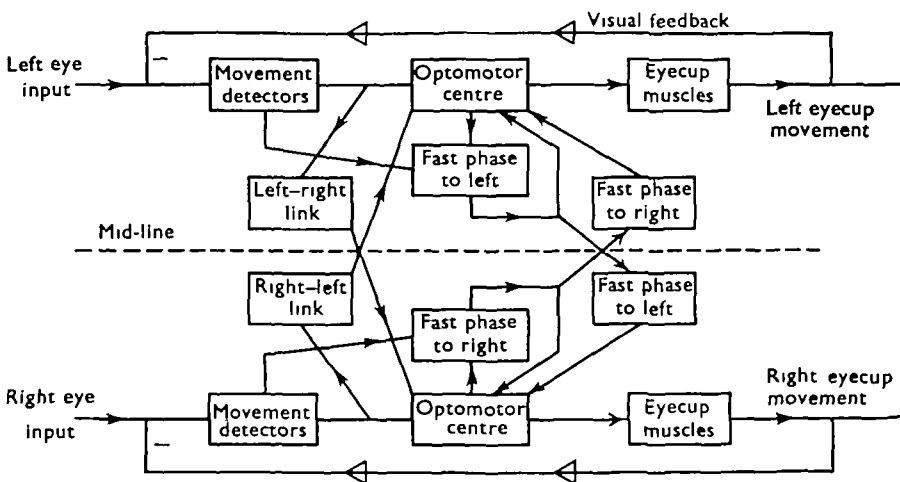 Visual feedback
Left eye
input
Movement
detectors
Optomotor
centre
Eyecup
muscles
Left eyecup
movement
Fast phase
to left
Left–right
link
Fast phase
to right
Mid-line
Right–left
link
Fast phase
to left
Fast phase
to right
Right eye
input
Movement
detectors
Optomotor
centre
Eyecup
muscles
Right eyecup
movement